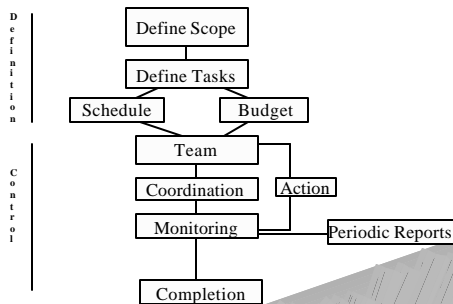 Definition
Define Scope
Define Tasks
Schedule
Budget
Control
Team
Coordination
Action
Monitoring
Periodic Reports
Completion